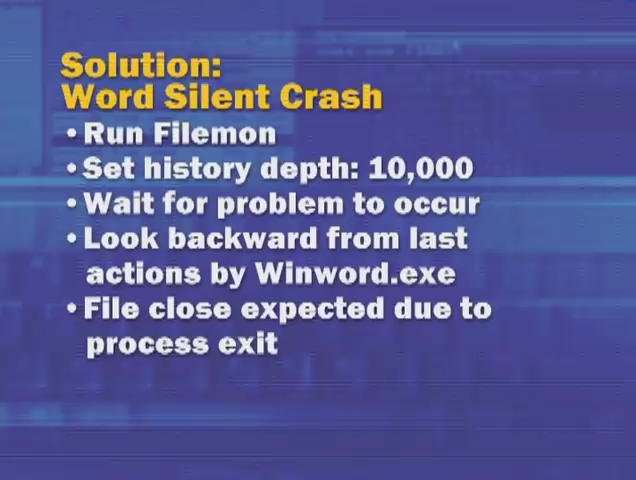 Solution:
Word Silent Crash
• Run Filemon
• Set history depth: 10,000
• Wait for problem to occur
• Look backward from last
actions by Winword.exe
• File close expected due to
process exit